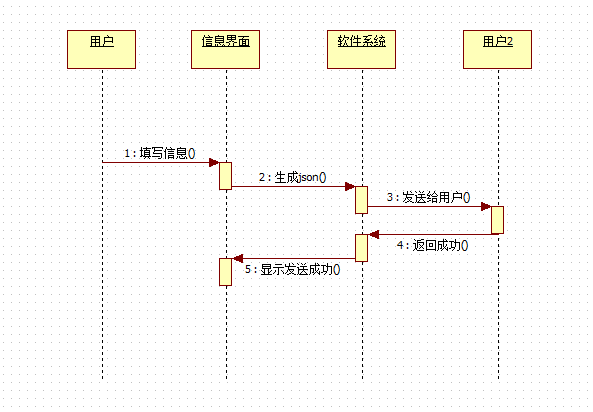 用户
信息界面
软件系统
用户2
1 : 填写信息()
2 : 生成json()
3 : 发送给用户()
4 : 返回成功()
5 : 显示发送成功()